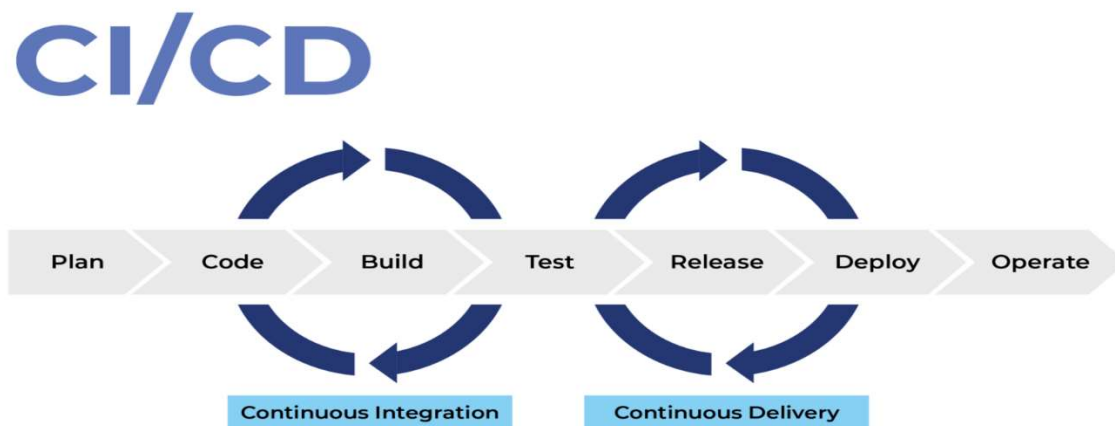 CI/CD
Plan Code Build Test Release Deploy Operate
Continuous Integration Continuous Delivery